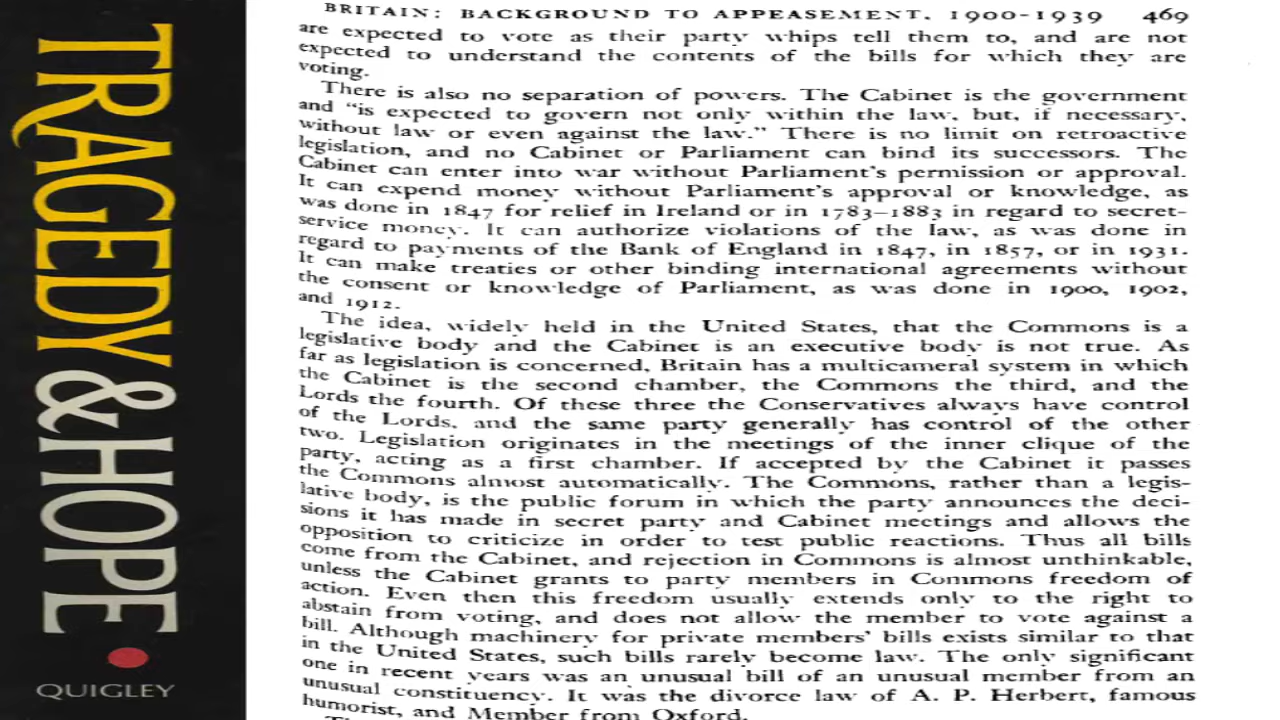 TRAGEDY & HOPE
QUIGLEY
BRITAIN: BACKGROUND TO APPEASEMENT, 1900-1939 469
are expected to vote as their party whips tell them to, and are not
expected to understand the contents of the bills for which they are
voting.
There is also no separation of powers. The Cabinet is the government
and "is expected to govern not only within the law, but, if necessary,
without law or even against the law." There is no limit on retroactive
legislation, and no Cabinet or Parliament can bind its successors. The
Cabinet can enter into war without Parliament's permission or approval.
It can expend money without Parliament's approval or knowledge, as
was done in 1847 for relief in Ireland or in 1783–1883 in regard to secret-
service money. It can authorize violations of the law, as was done in
regard to payments of the Bank of England in 1847, in 1857, or in 1931.
It can make treaties or other binding international agreements without
the consent or knowledge of Parliament, as was done in 1900, 1902,
and 1912.
The idea, widely held in the United States, that the Commons is a
legislative body and the Cabinet is an executive body is not true. As
far as legislation is concerned, Britain has a multicameral system in which
the Cabinet is the second chamber, the Commons the third, and the
Lords the fourth. Of these three the Conservatives always have control
of the Lords, and the same party generally has control of the other
two. Legislation originates in the meetings of the inner clique of the
party, acting as a first chamber. If accepted by the Cabinet it passes
the Commons almost automatically. The Commons, rather than a legis-
lative body, is the public forum in which the party announces the deci-
sions it has made in secret party and Cabinet meetings and allows the
opposition to criticize in order to test public reactions. Thus all bills
come from the Cabinet, and rejection in Commons is almost unthinkable,
unless the Cabinet grants to party members in Commons freedom of
action. Even then this freedom usually extends only to the right to
abstain from voting, and does not allow the member to vote against a
bill. Although machinery for private members' bills exists similar to that
in the United States, such bills rarely become law. The only significant
one in recent years was an unusual bill of an unusual member from an
unusual constituency. It was the divorce law of A. P. Herbert, famous
humorist, and Member from Oxford.